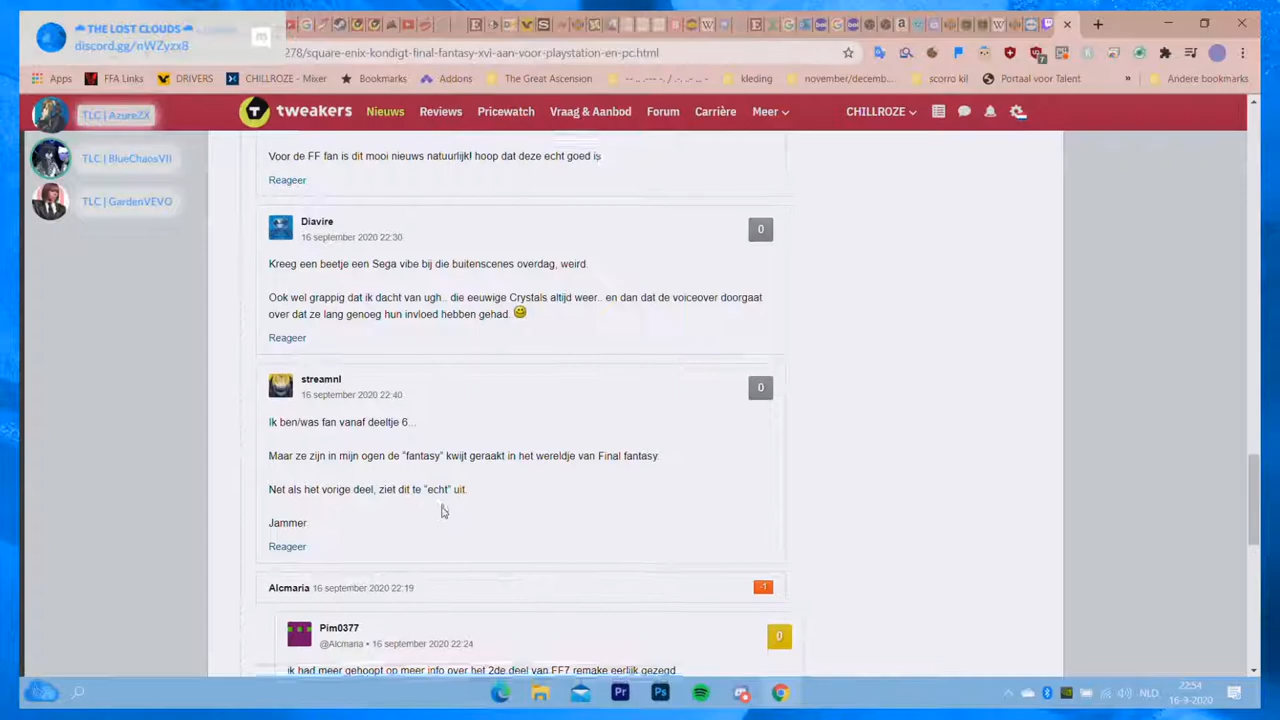 ☁ THE LOST CLOUDS ☁
discord.gg/nWZyzx8
278/square-enix-kondigt-final-fantasy-xvi-aan-voor-playstation-en-pc.html
Apps FFA Links DRIVERS CHILLROZE - Mixer Bookmarks Addons The Great Ascension -- .-- / .-. .. -- kleding november/decemb... scorro kil Portaal voor Talent » Andere bookmarks
TLC | AzureZX
TLC | BlueChaosVII
TLC | GardenVEVO
tweakers Nieuws Reviews Pricewatch Vraag & Aanbod Forum Carrière Meer CHILLROZE
Voor de FF fan is dit mooi nieuws natuurlijk! hoop dat deze echt goed is
Reageer
Diavire
0
16 september 2020 22:30
Kreeg een beetje een Sega vibe bij die buitenscenes overdag, weird.
Ook wel grappig dat ik dacht van ugh.. die eeuwige Crystals altijd weer.. en dan dat de voiceover doorgaat
over dat ze lang genoeg hun invloed hebben gehad.
Reageer
streamnl
0
16 september 2020 22:40
Ik ben/was fan vanaf deeltje 6...
Maar ze zijn in mijn ogen de "fantasy" kwijt geraakt in het wereldje van Final fantasy.
Net als het vorige deel, ziet dit te "echt" uit.
Jammer
Reageer
Alcmaria 16 september 2020 22:19
-1
Pim0377
0
@Alcmaria • 16 september 2020 22:24
ik had meer gehoopt op meer info over het 2de deel van FF7 remake eerlijk gezegd
NLD
22:54
16-9-2020